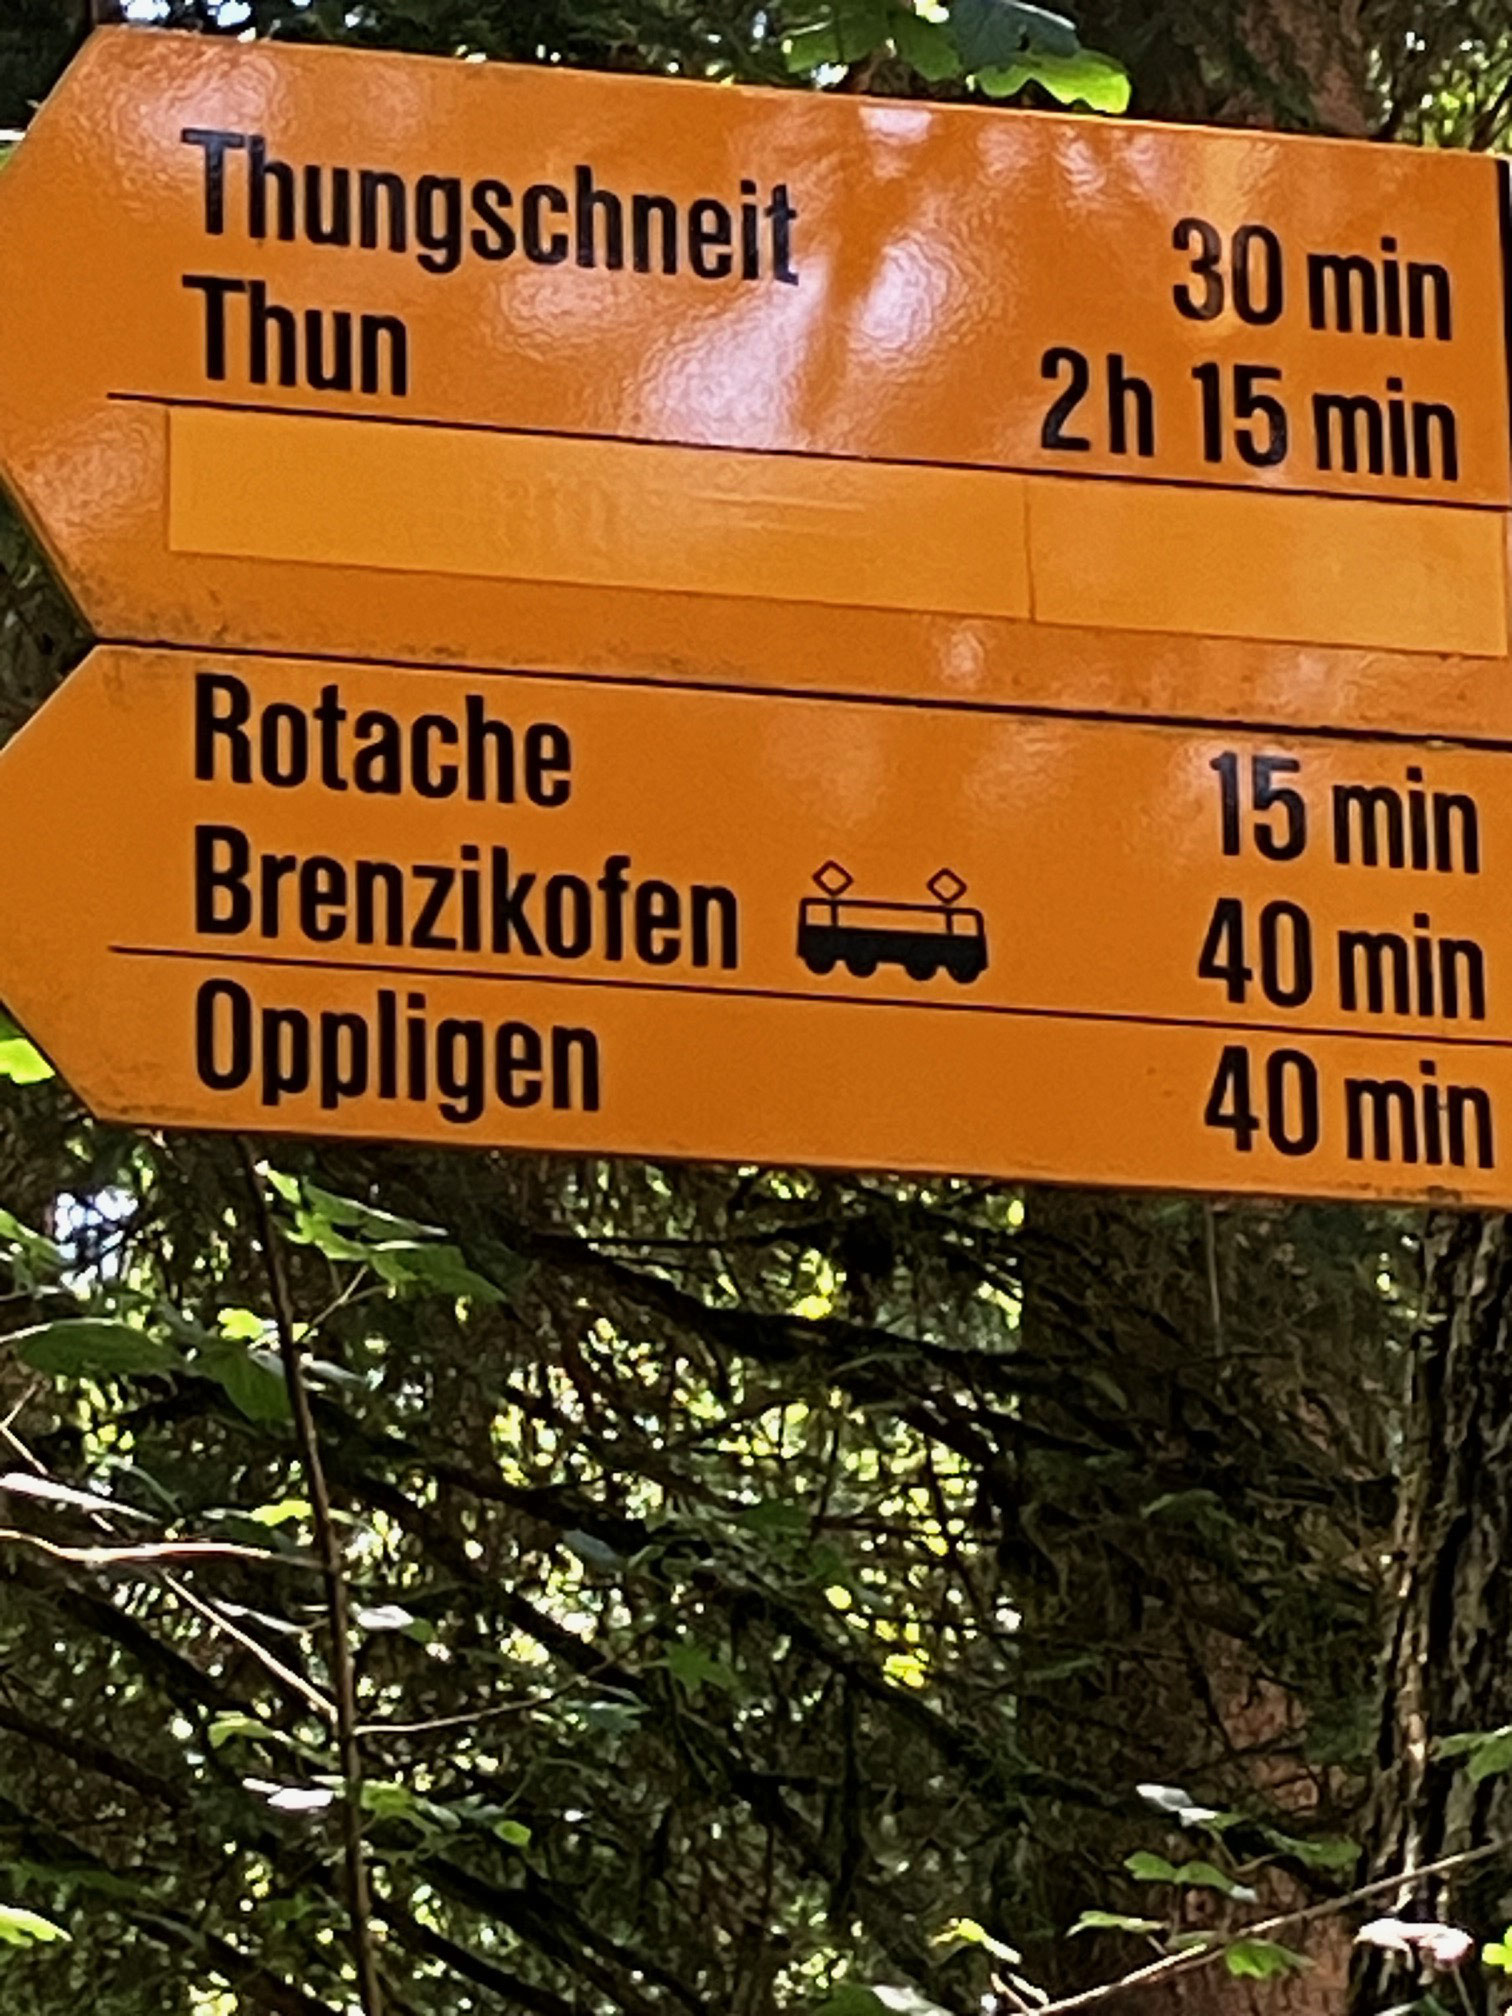 Thungschneit 30 min
Thun 2h 15 min
Rotache 15 min
Brenzikofen 40 min
Oppligen 40 min